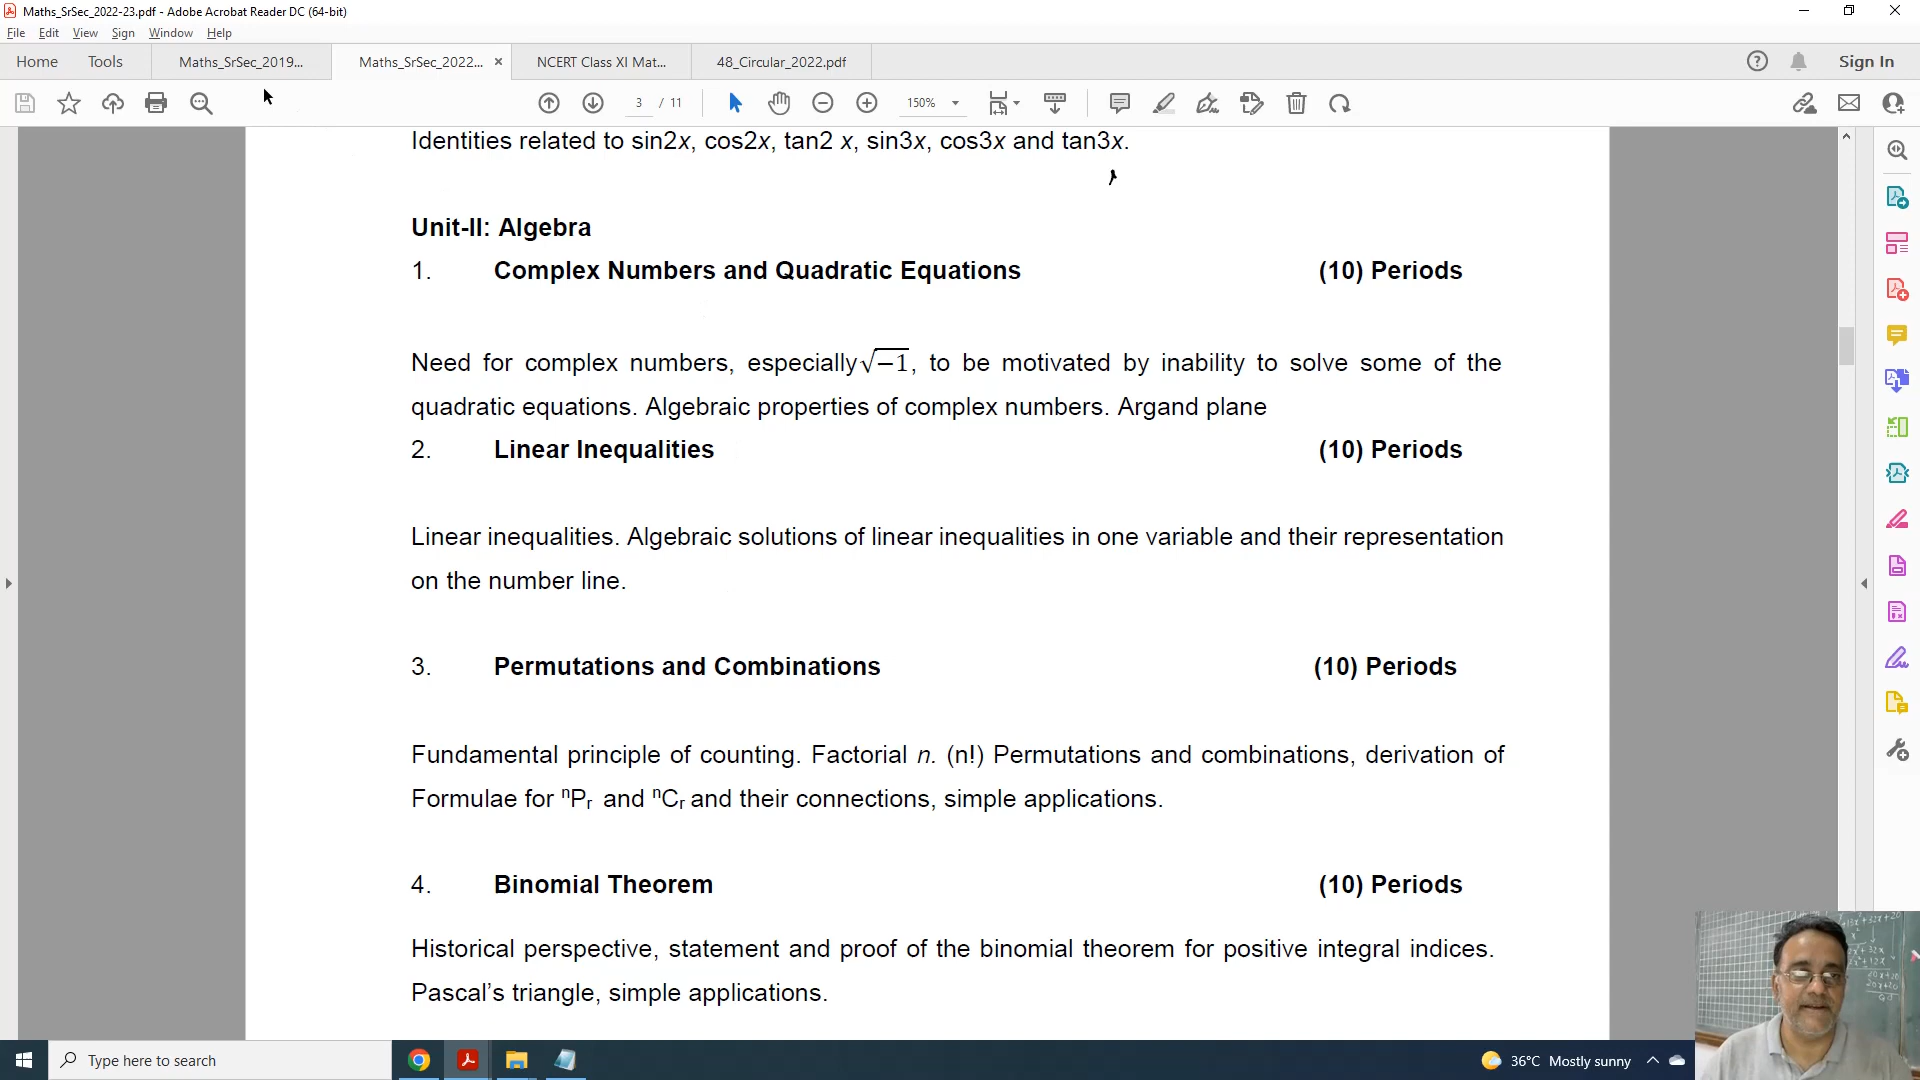 Maths_SrSec_2022-23.pdf - Adobe Acrobat Reader DC (64-bit)
File Edit View Sign Window Help
Home Tools Maths_SrSec_2019... Maths_SrSec_2022... NCERT Class XI Mat... 48_Circular_2022.pdf Sign In
3 / 11 150%
Identities related to sin2x, cos2x, tan2 x, sin3x, cos3x and tan3x.
Unit-II: Algebra
1. Complex Numbers and Quadratic Equations (10) Periods
Need for complex numbers, especially√−1, to be motivated by inability to solve some of the
quadratic equations. Algebraic properties of complex numbers. Argand plane
2. Linear Inequalities (10) Periods
Linear inequalities. Algebraic solutions of linear inequalities in one variable and their representation
on the number line.
3. Permutations and Combinations (10) Periods
Fundamental principle of counting. Factorial n. (n!) Permutations and combinations, derivation of
Formulae for ⁿPᵣ and ⁿCᵣ and their connections, simple applications.
4. Binomial Theorem (10) Periods
Historical perspective, statement and proof of the binomial theorem for positive integral indices.
Pascal’s triangle, simple applications.
Type here to search 36°C Mostly sunny